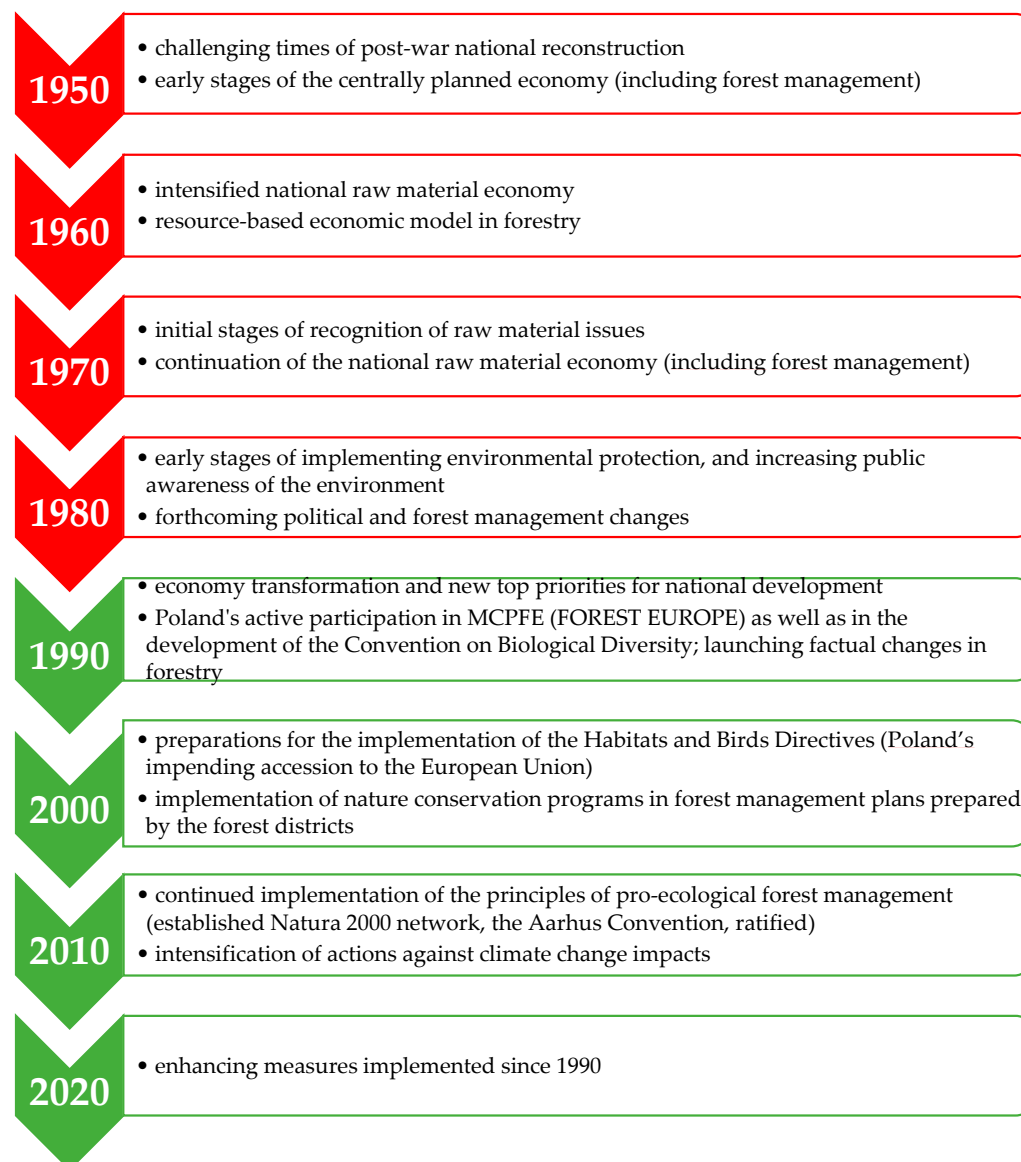 1950
• challenging times of post-war national reconstruction
• early stages of the centrally planned economy (including forest management)
1960
• intensified national raw material economy
• resource-based economic model in forestry
1970
• initial stages of recognition of raw material issues
• continuation of the national raw material economy (including forest management)
1980
• early stages of implementing environmental protection, and increasing public
awareness of the environment
• forthcoming political and forest management changes
1990
• economy transformation and new top priorities for national development
• Poland's active participation in MCPFE (FOREST EUROPE) as well as in the
development of the Convention on Biological Diversity; launching factual changes in
forestry
2000
• preparations for the implementation of the Habitats and Birds Directives (Poland’s
impending accession to the European Union)
• implementation of nature conservation programs in forest management plans prepared
by the forest districts
2010
• continued implementation of the principles of pro-ecological forest management
(established Natura 2000 network, the Aarhus Convention, ratified)
• intensification of actions against climate change impacts
2020
• enhancing measures implemented since 1990